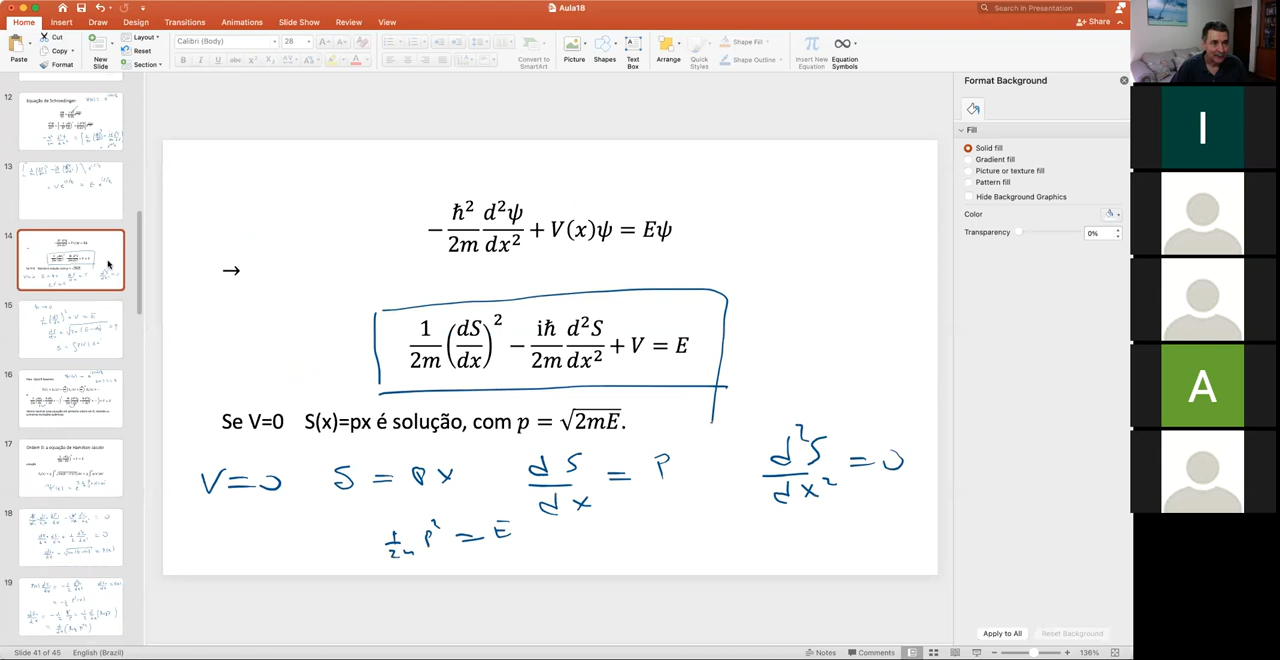 Aula18
Search in Presentation
Home Insert Draw Design Transitions Animations Slide Show Review View
Share
Paste
Cut
Copy
Format
New Slide
Layout
Reset
Section
Calibri (Body) 28
Convert to SmartArt
Picture
Shapes
Text Box
Arrange
Quick Styles
Shape Fill
Shape Outline
Insert New Equation
Equation Symbols
12
Equação de Schroedinger
13
14
15
16
17
18
19
-ħ²/2m d²ψ/dx² + V(x)ψ = Eψ
→
1/2m (dS/dx)² - iħ/2m d²S/dx² + V = E
Se V=0 S(x)=px é solução, com p = √2mE.
V=0 S = px dS/dx = p d²S/dx² = 0
1/2m p² = E
Format Background
Fill
Solid fill
Gradient fill
Picture or texture fill
Pattern fill
Hide Background Graphics
Color
Transparency 0%
Apply to All
Reset Background
I
A
Slide 41 of 45 English (Brazil)
Notes
Comments
136%